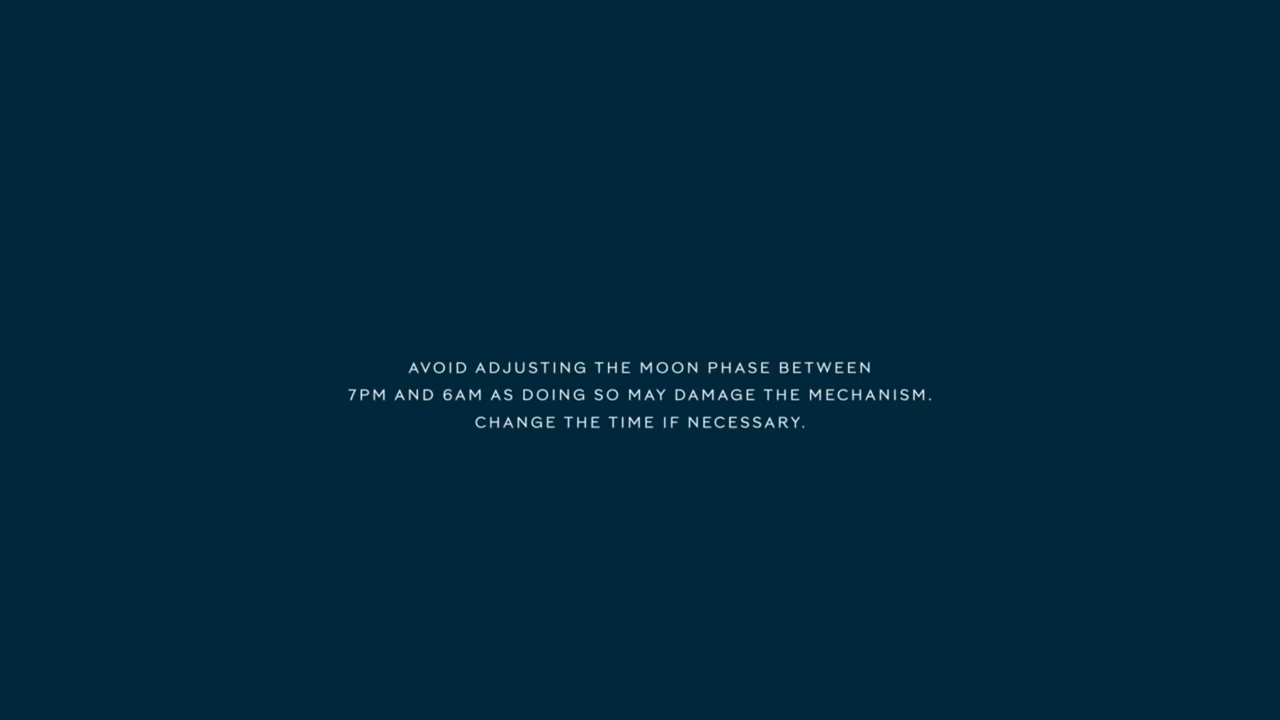 AVOID ADJUSTING THE MOON PHASE BETWEEN
7PM AND 6AM AS DOING SO MAY DAMAGE THE MECHANISM.
CHANGE THE TIME IF NECESSARY.